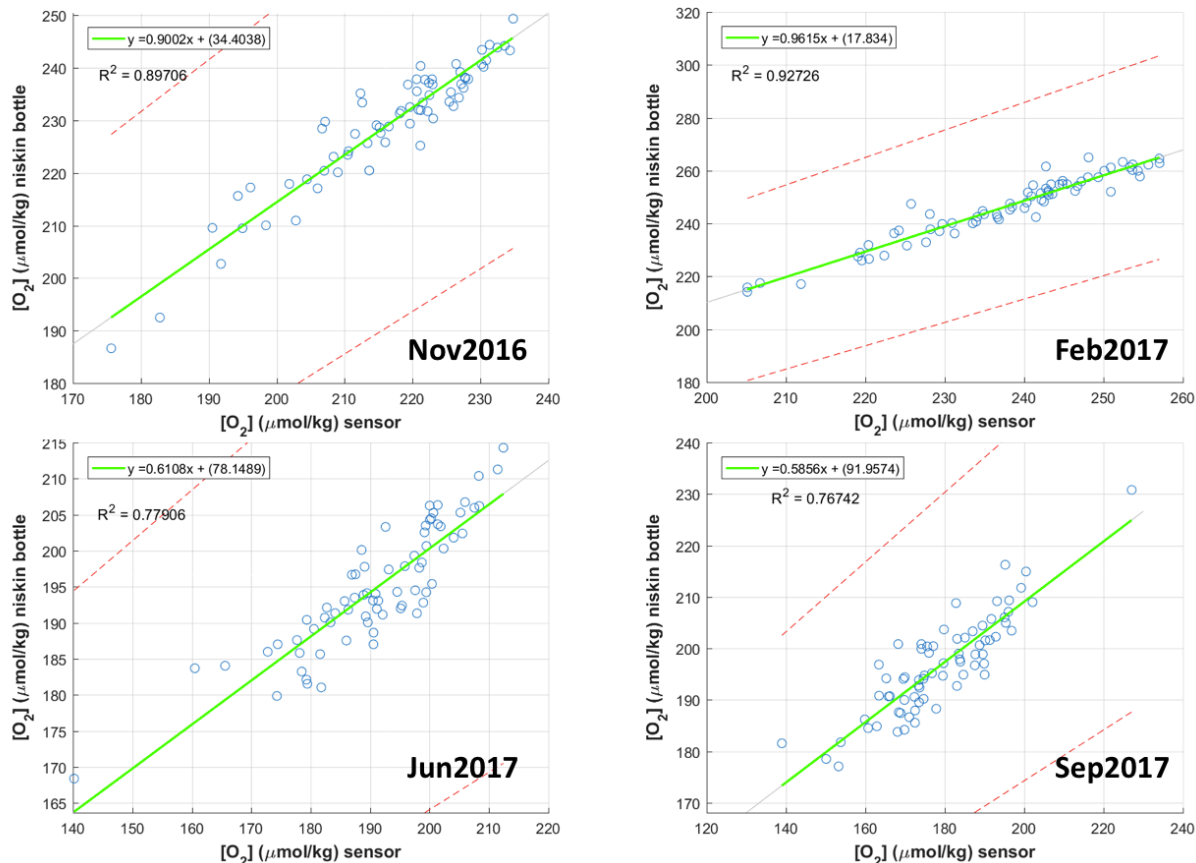 250
240
230
220
210
200
190
180
[O2] (μmol/kg) niskin bottle
y =0.9002x + (34.4038)
R2 = 0.89706
Nov2016
170 180 190 200 210 220 230 240
[O2] (μmol/kg) sensor
320
300
280
260
240
220
200
180
[O2] (μmol/kg) niskin bottle
y =0.9615x + (17.834)
R2 = 0.92726
Feb2017
200 210 220 230 240 250 260
[O2] (μmol/kg) sensor
215
210
205
200
195
190
185
180
175
170
165
[O2] (μmol/kg) niskin bottle
y =0.6108x + (78.1489)
R2 = 0.77906
Jun2017
140 150 160 170 180 190 200 210 220
[O2] (μmol/kg) sensor
240
230
220
210
200
190
180
170
[O2] (μmol/kg) niskin bottle
y =0.5856x + (91.9574)
R2 = 0.76742
Sep2017
120 140 160 180 200 220 240
[O2] (μmol/kg) sensor